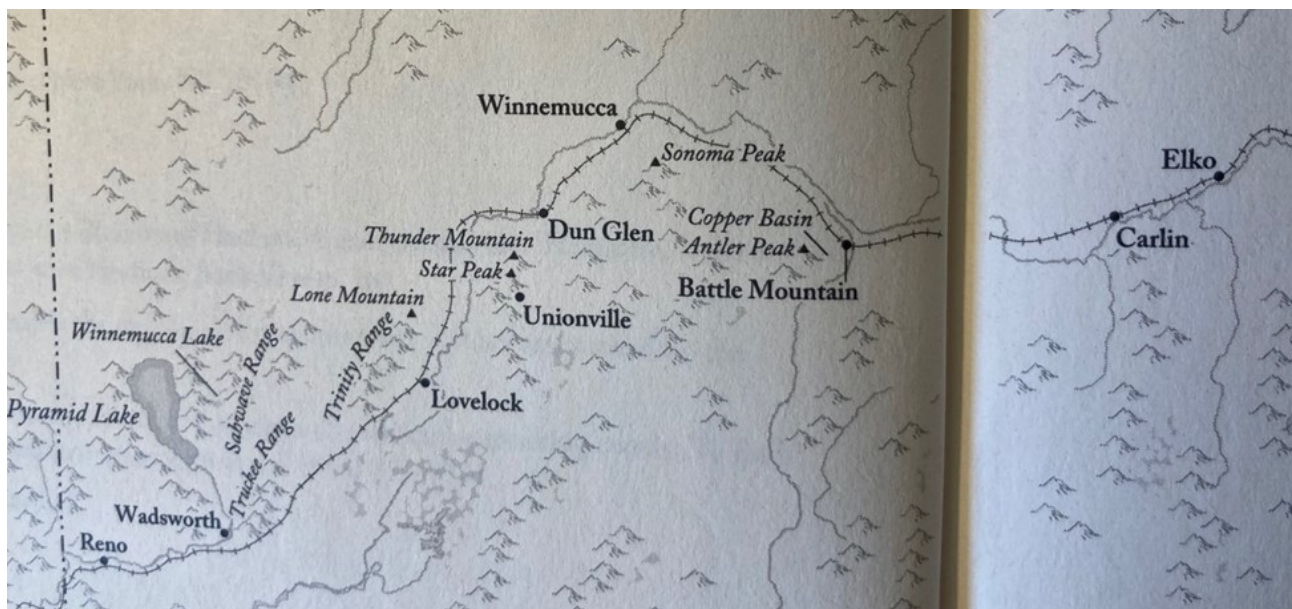 Winnemucca
Sonoma Peak
Elko
Dun Glen
Copper Basin
Carlin
Thunder Mountain
Antler Peak
Star Peak
Battle Mountain
Lone Mountain
Unionville
Winnemucca Lake
Sahwave Range
Trinity Range
Lovelock
Pyramid Lake
Truckee Range
Wadsworth
Reno